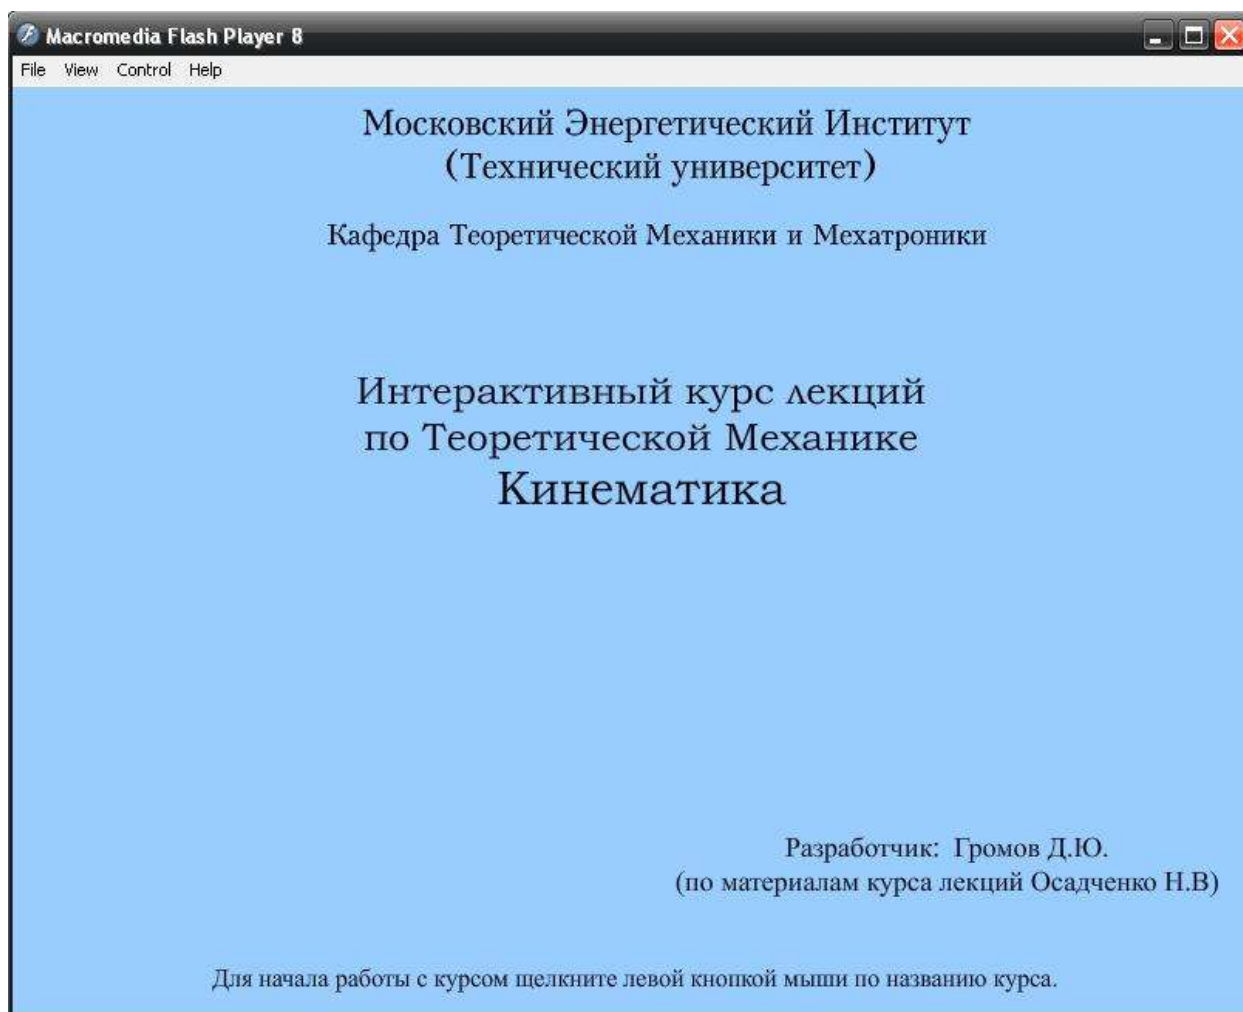 Macromedia Flash Player 8
File View Control Help
Московский Энергетический Институт
(Технический университет)
Кафедра Теоретической Механики и Мехатроники
Интерактивный курс лекций
по Теоретической Механике
Кинематика
Разработчик: Громов Д.Ю.
(по материалам курса лекций Осадченко Н.В)
Для начала работы с курсом щелкните левой кнопкой мыши по названию курса.